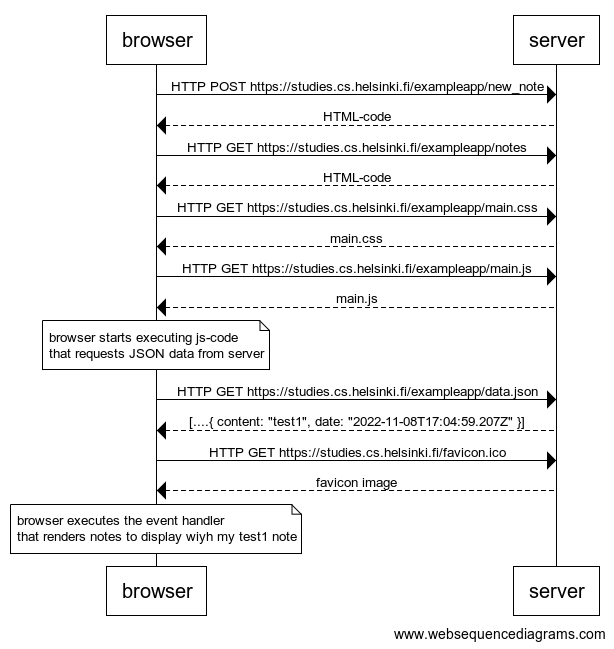 browser
server
HTTP POST https://studies.cs.helsinki.fi/exampleapp/new_note
HTML-code
HTTP GET https://studies.cs.helsinki.fi/exampleapp/notes
HTML-code
HTTP GET https://studies.cs.helsinki.fi/exampleapp/main.css
main.css
HTTP GET https://studies.cs.helsinki.fi/exampleapp/main.js
main.js
browser starts executing js-code
that requests JSON data from server
HTTP GET https://studies.cs.helsinki.fi/exampleapp/data.json
[....{ content: "test1", date: "2022-11-08T17:04:59.207Z" }]
HTTP GET https://studies.cs.helsinki.fi/favicon.ico
favicon image
browser executes the event handler
that renders notes to display wiyh my test1 note
browser
server
www.websequencediagrams.com